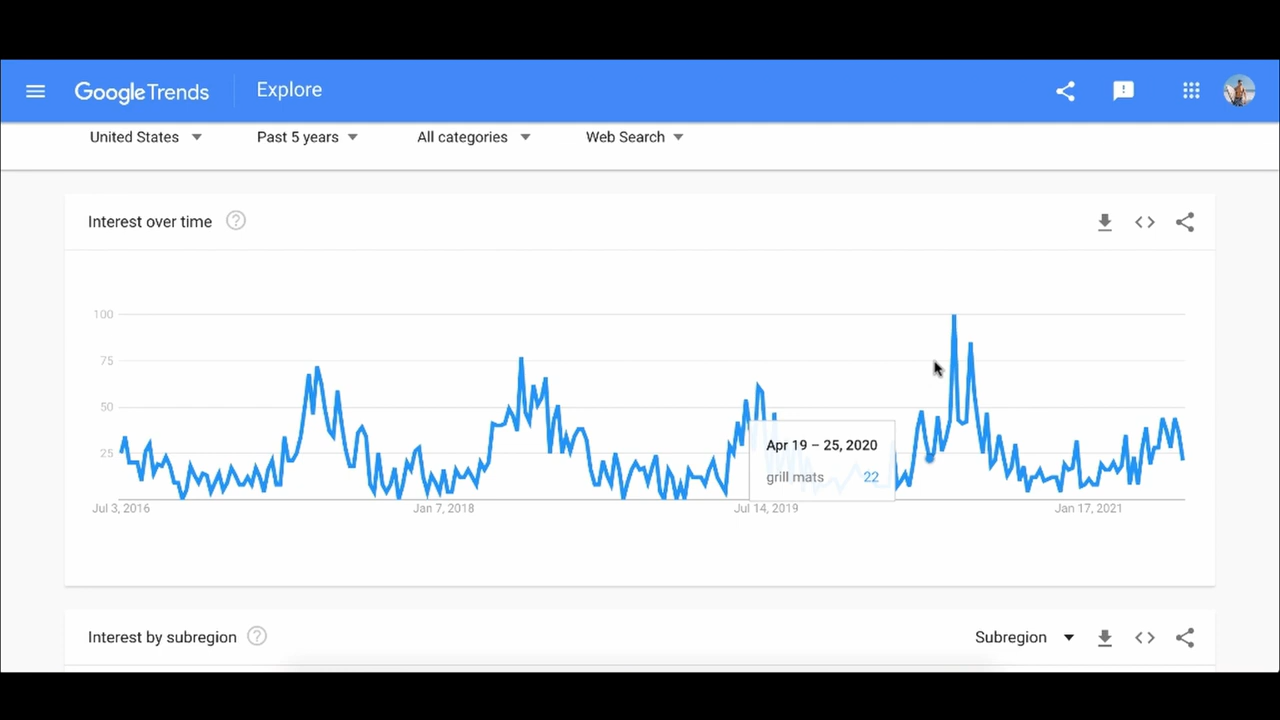 Google Trends Explore
United States Past 5 years All categories Web Search
Interest over time ?
100
75
50
25
Apr 19 – 25, 2020
grill mats 22
Jul 3, 2016 Jan 7, 2018 Jul 14, 2019 Jan 17, 2021
Interest by subregion ? Subregion